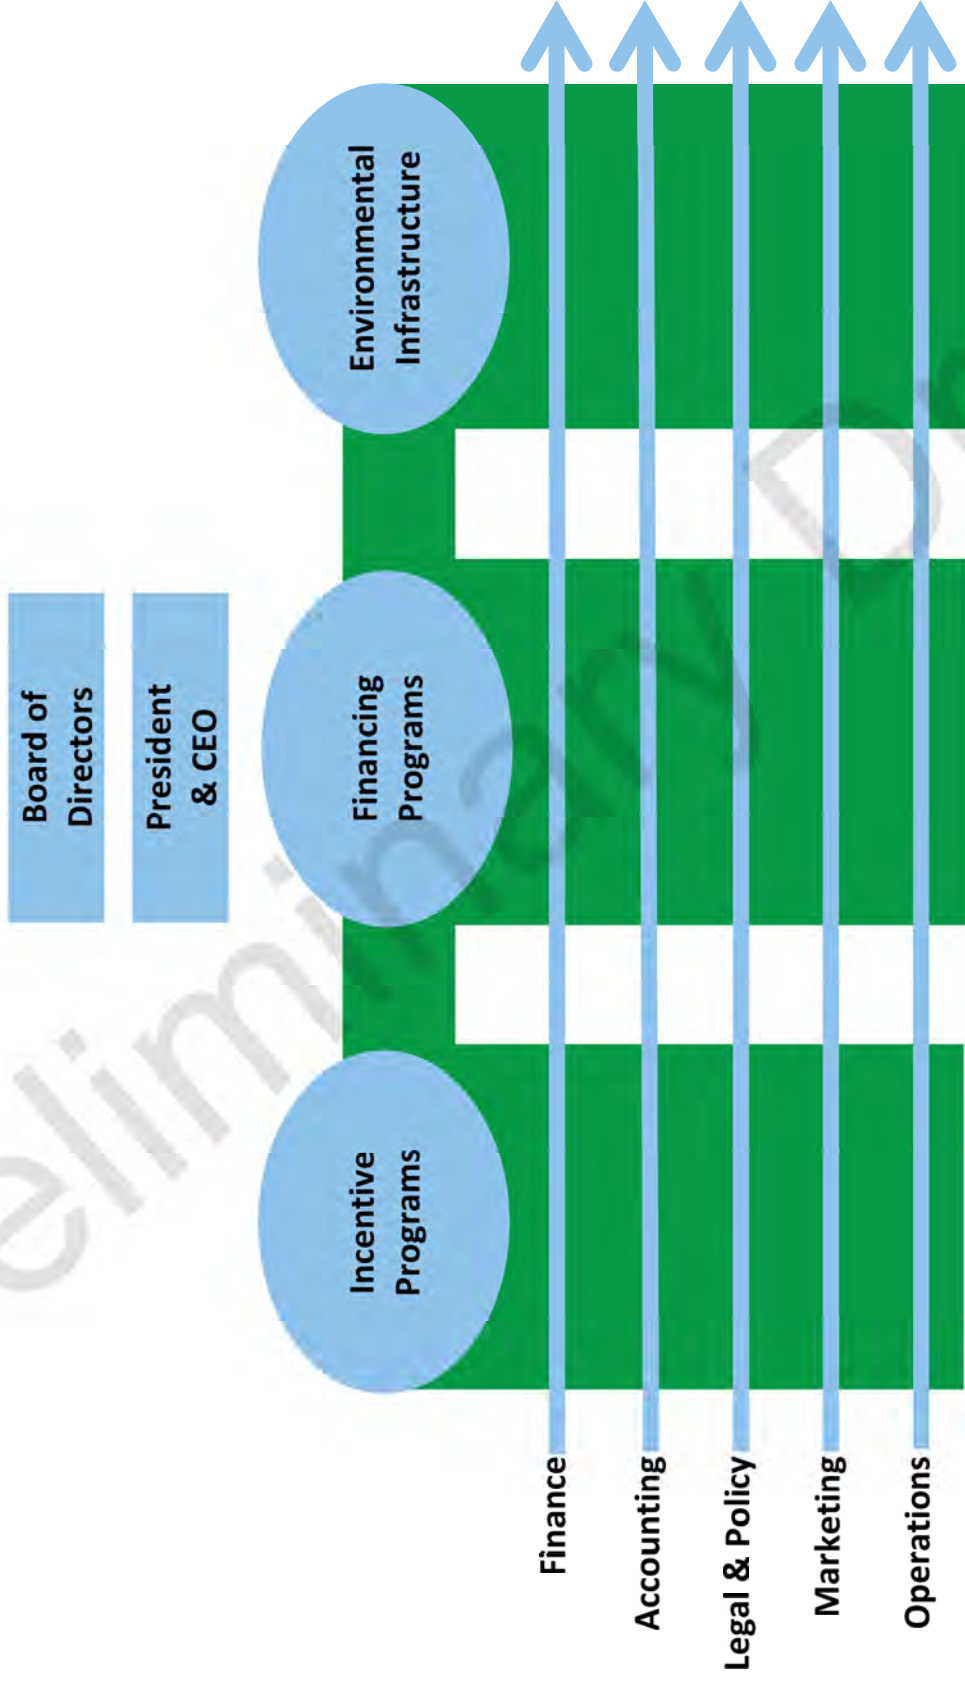 Board of
Directors
President
& CEO
Incentive
Programs
Financing
Programs
Environmental
Infrastructure
Finance
Accounting
Legal & Policy
Marketing
Operations